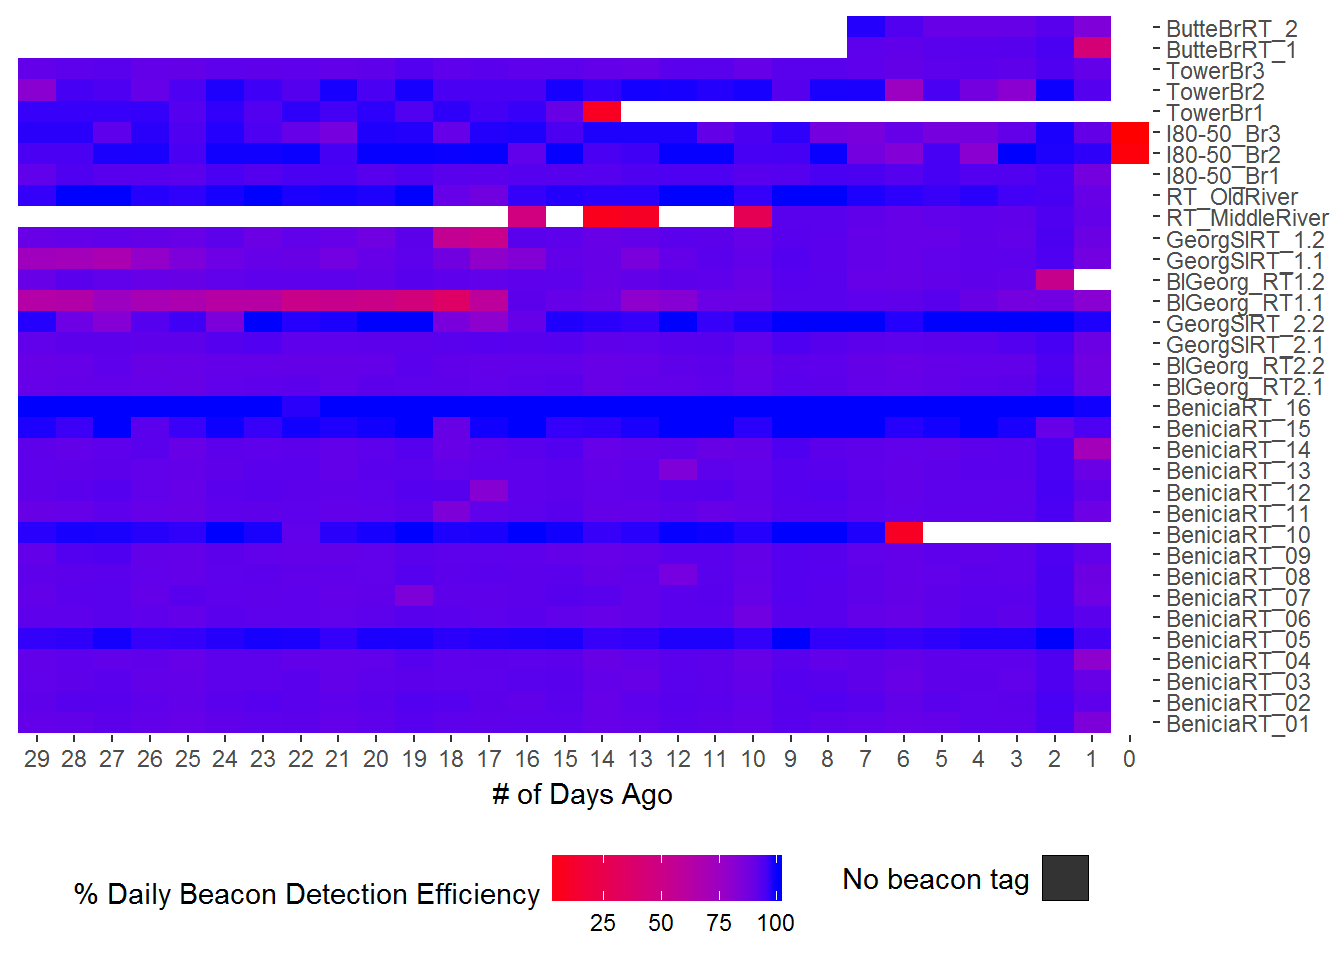 ButteBrRT_2
ButteBrRT_1
TowerBr3
TowerBr2
TowerBr1
I80-50_Br3
I80-50_Br2
I80-50_Br1
RT_OldRiver
RT_MiddleRiver
GeorgSlRT_1.2
GeorgSlRT_1.1
BlGeorg_RT1.2
BlGeorg_RT1.1
GeorgSlRT_2.2
GeorgSlRT_2.1
BlGeorg_RT2.2
BlGeorg_RT2.1
BeniciaRT_16
BeniciaRT_15
BeniciaRT_14
BeniciaRT_13
BeniciaRT_12
BeniciaRT_11
BeniciaRT_10
BeniciaRT_09
BeniciaRT_08
BeniciaRT_07
BeniciaRT_06
BeniciaRT_05
BeniciaRT_04
BeniciaRT_03
BeniciaRT_02
BeniciaRT_01
29 28 27 26 25 24 23 22 21 20 19 18 17 16 15 14 13 12 11 10 9 8 7 6 5 4 3 2 1 0
# of Days Ago
% Daily Beacon Detection Efficiency
25 50 75 100
No beacon tag